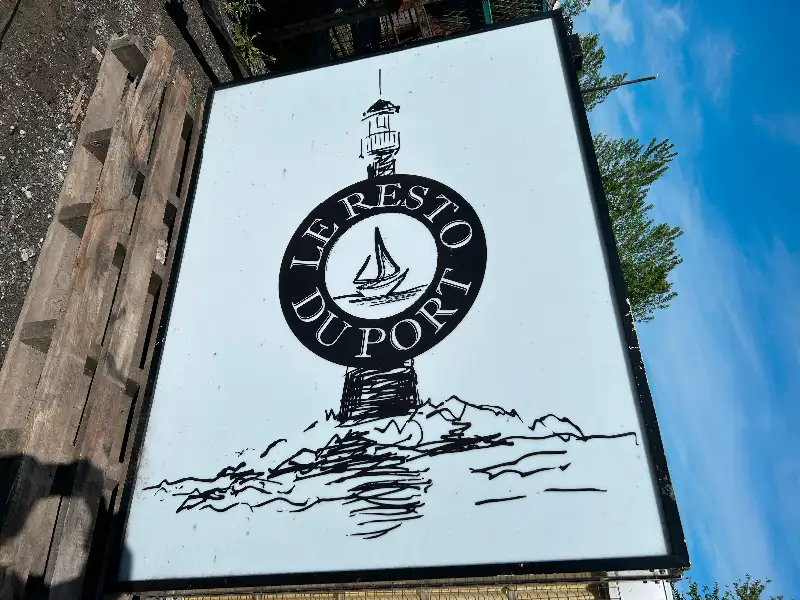 LE RESTO
DU PORT